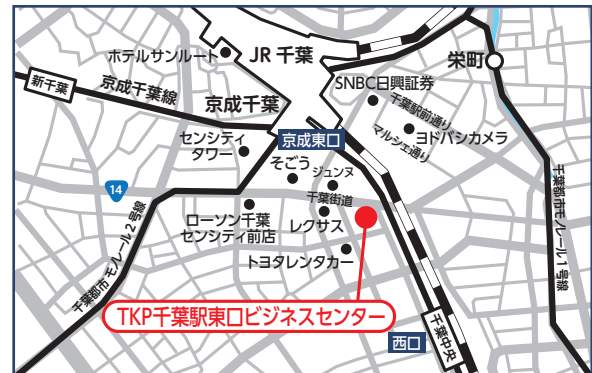 ホテルサンルート
JR 千葉
栄町
新千葉
京成千葉線
SNBC日興証券
京成千葉
千葉駅前通り
ヨドバシカメラ
マルシェ通り
センシティ
タワー
京成東口
そごう
ジュンヌ
14
千葉街道
レクサス
ローソン千葉
センシティ前店
トヨタレンタカー
千葉都市モノレール2号線
千葉都市モノレール1号線
TKP千葉駅東口ビジネスセンター
西口
千葉中央